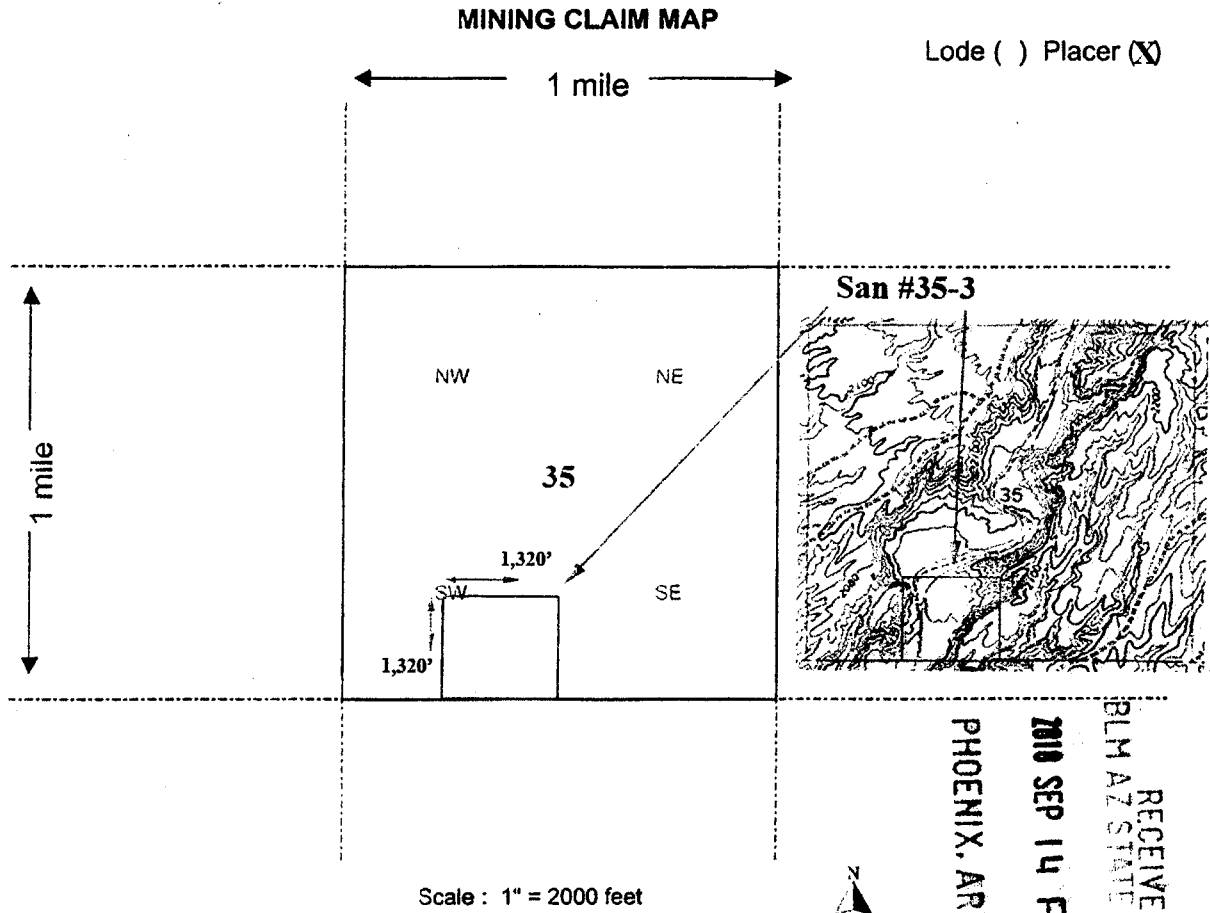 MINING CLAIM MAP
Lode ( ) Placer (X)
1 mile
San #35-3
NW
NE
1 mile
35
35
1,320'
SW
SE
1,320'
RECEIVE
BLM AZ STATE
2018 SEP 14 P
PHOENIX, AR
N
Scale : 1" = 2000 feet